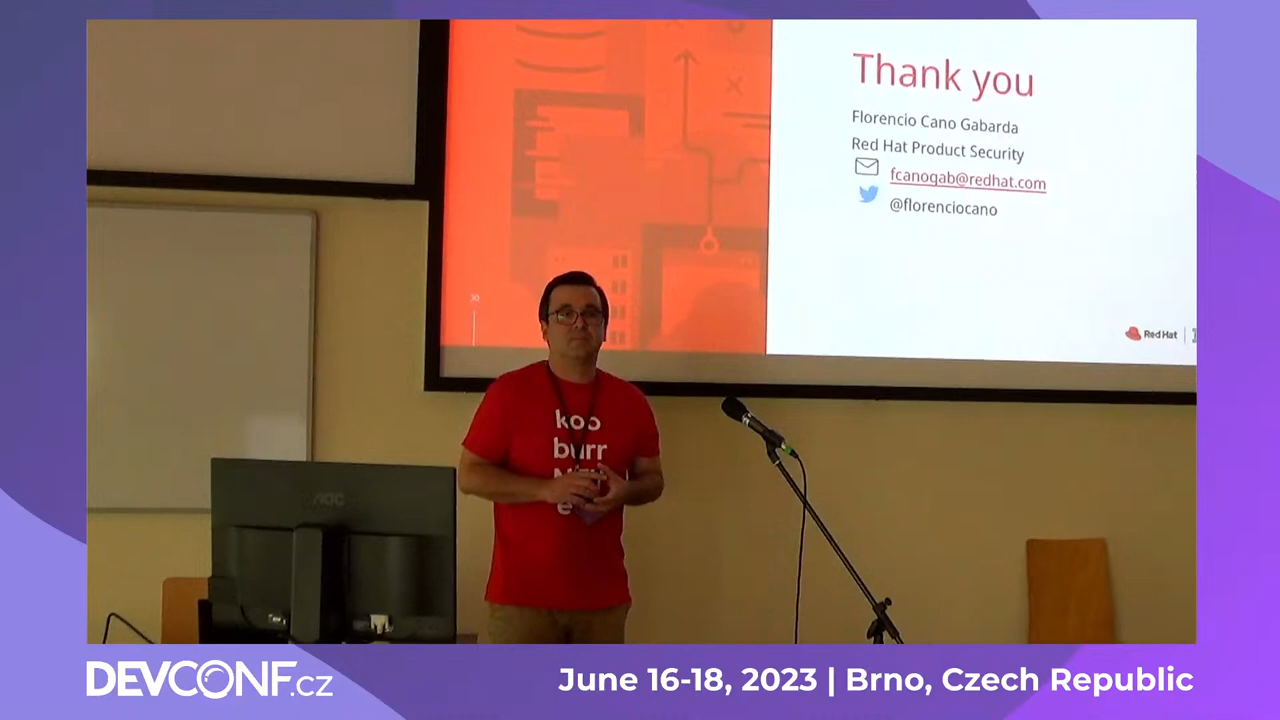 Thank you
Florencio Cano Gabarda
Red Hat Product Security
fcanogab@redhat.com
@florenciocano
Red Hat
AOC
burr
DEVCONF.CZ
June 16-18, 2023 | Brno, Czech Republic